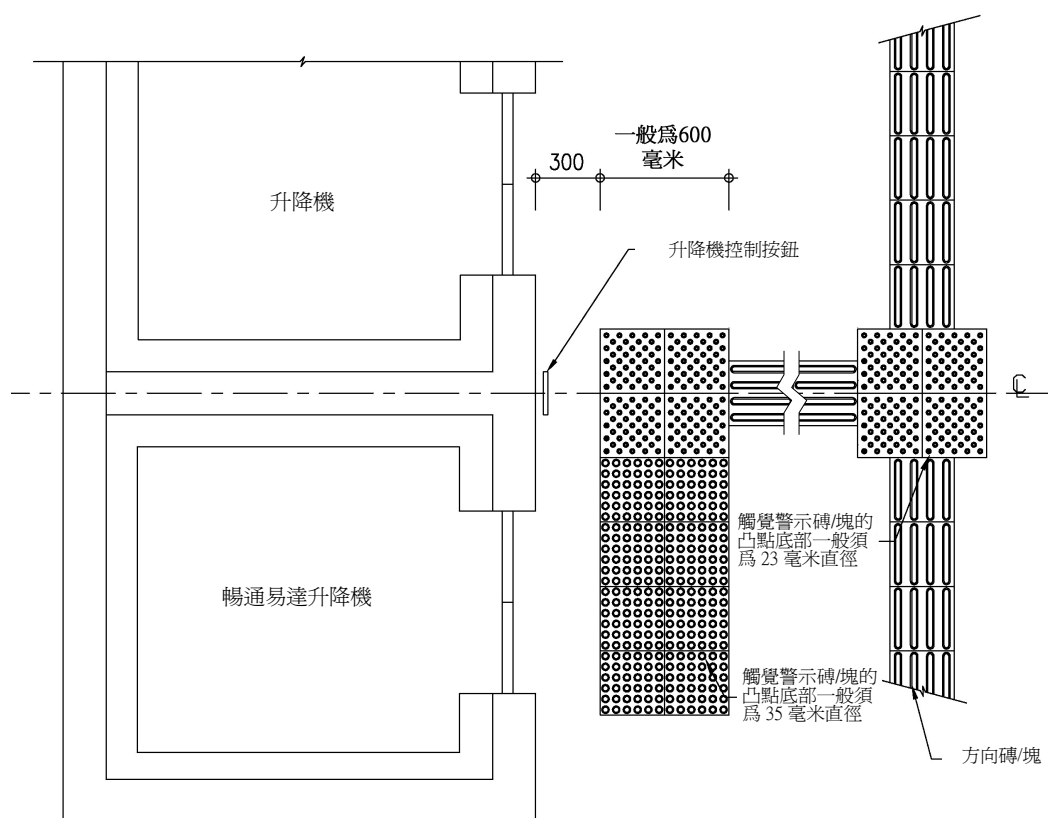 一般爲600
毫米
300
升降機
升降機控制按鈕
℄
觸覺警示磚/塊的
凸點底部一般須
爲 23 毫米直徑
暢通易達升降機
觸覺警示磚/塊的
凸點底部一般須
爲 35 毫米直徑
方向磚/塊